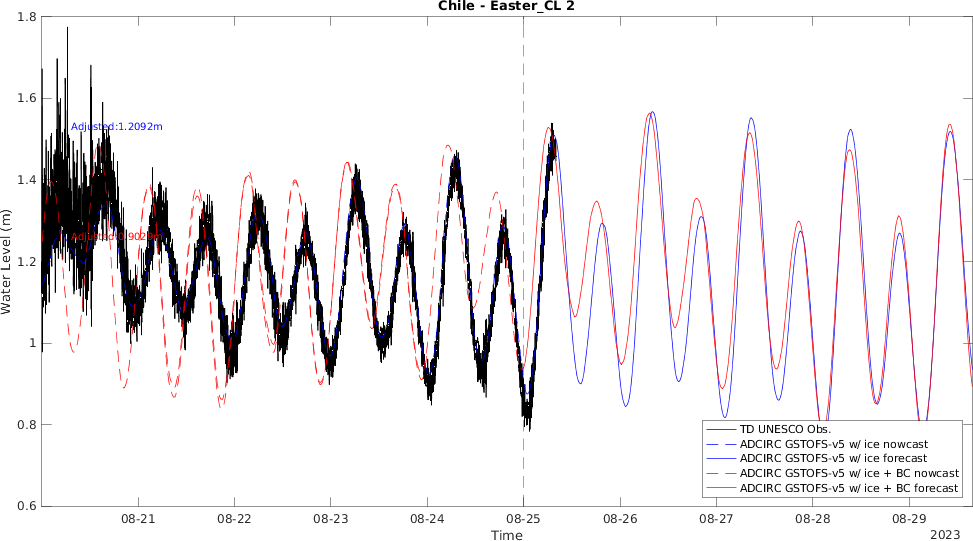 Chile - Easter_CL 2
1.8
1.6
1.4
1.2
1
0.8
0.6
Water Level (m)
Adjusted:1.2092m
08-21
08-22
08-23
08-24
08-25
08-26
08-27
08-28
08-29
Time
2023
TD UNESCO Obs.
ADCIRC GSTOFS-v5 w/ ice nowcast
ADCIRC GSTOFS-v5 w/ ice forecast
ADCIRC GSTOFS-v5 w/ ice + BC nowcast
ADCIRC GSTOFS-v5 w/ ice + BC forecast